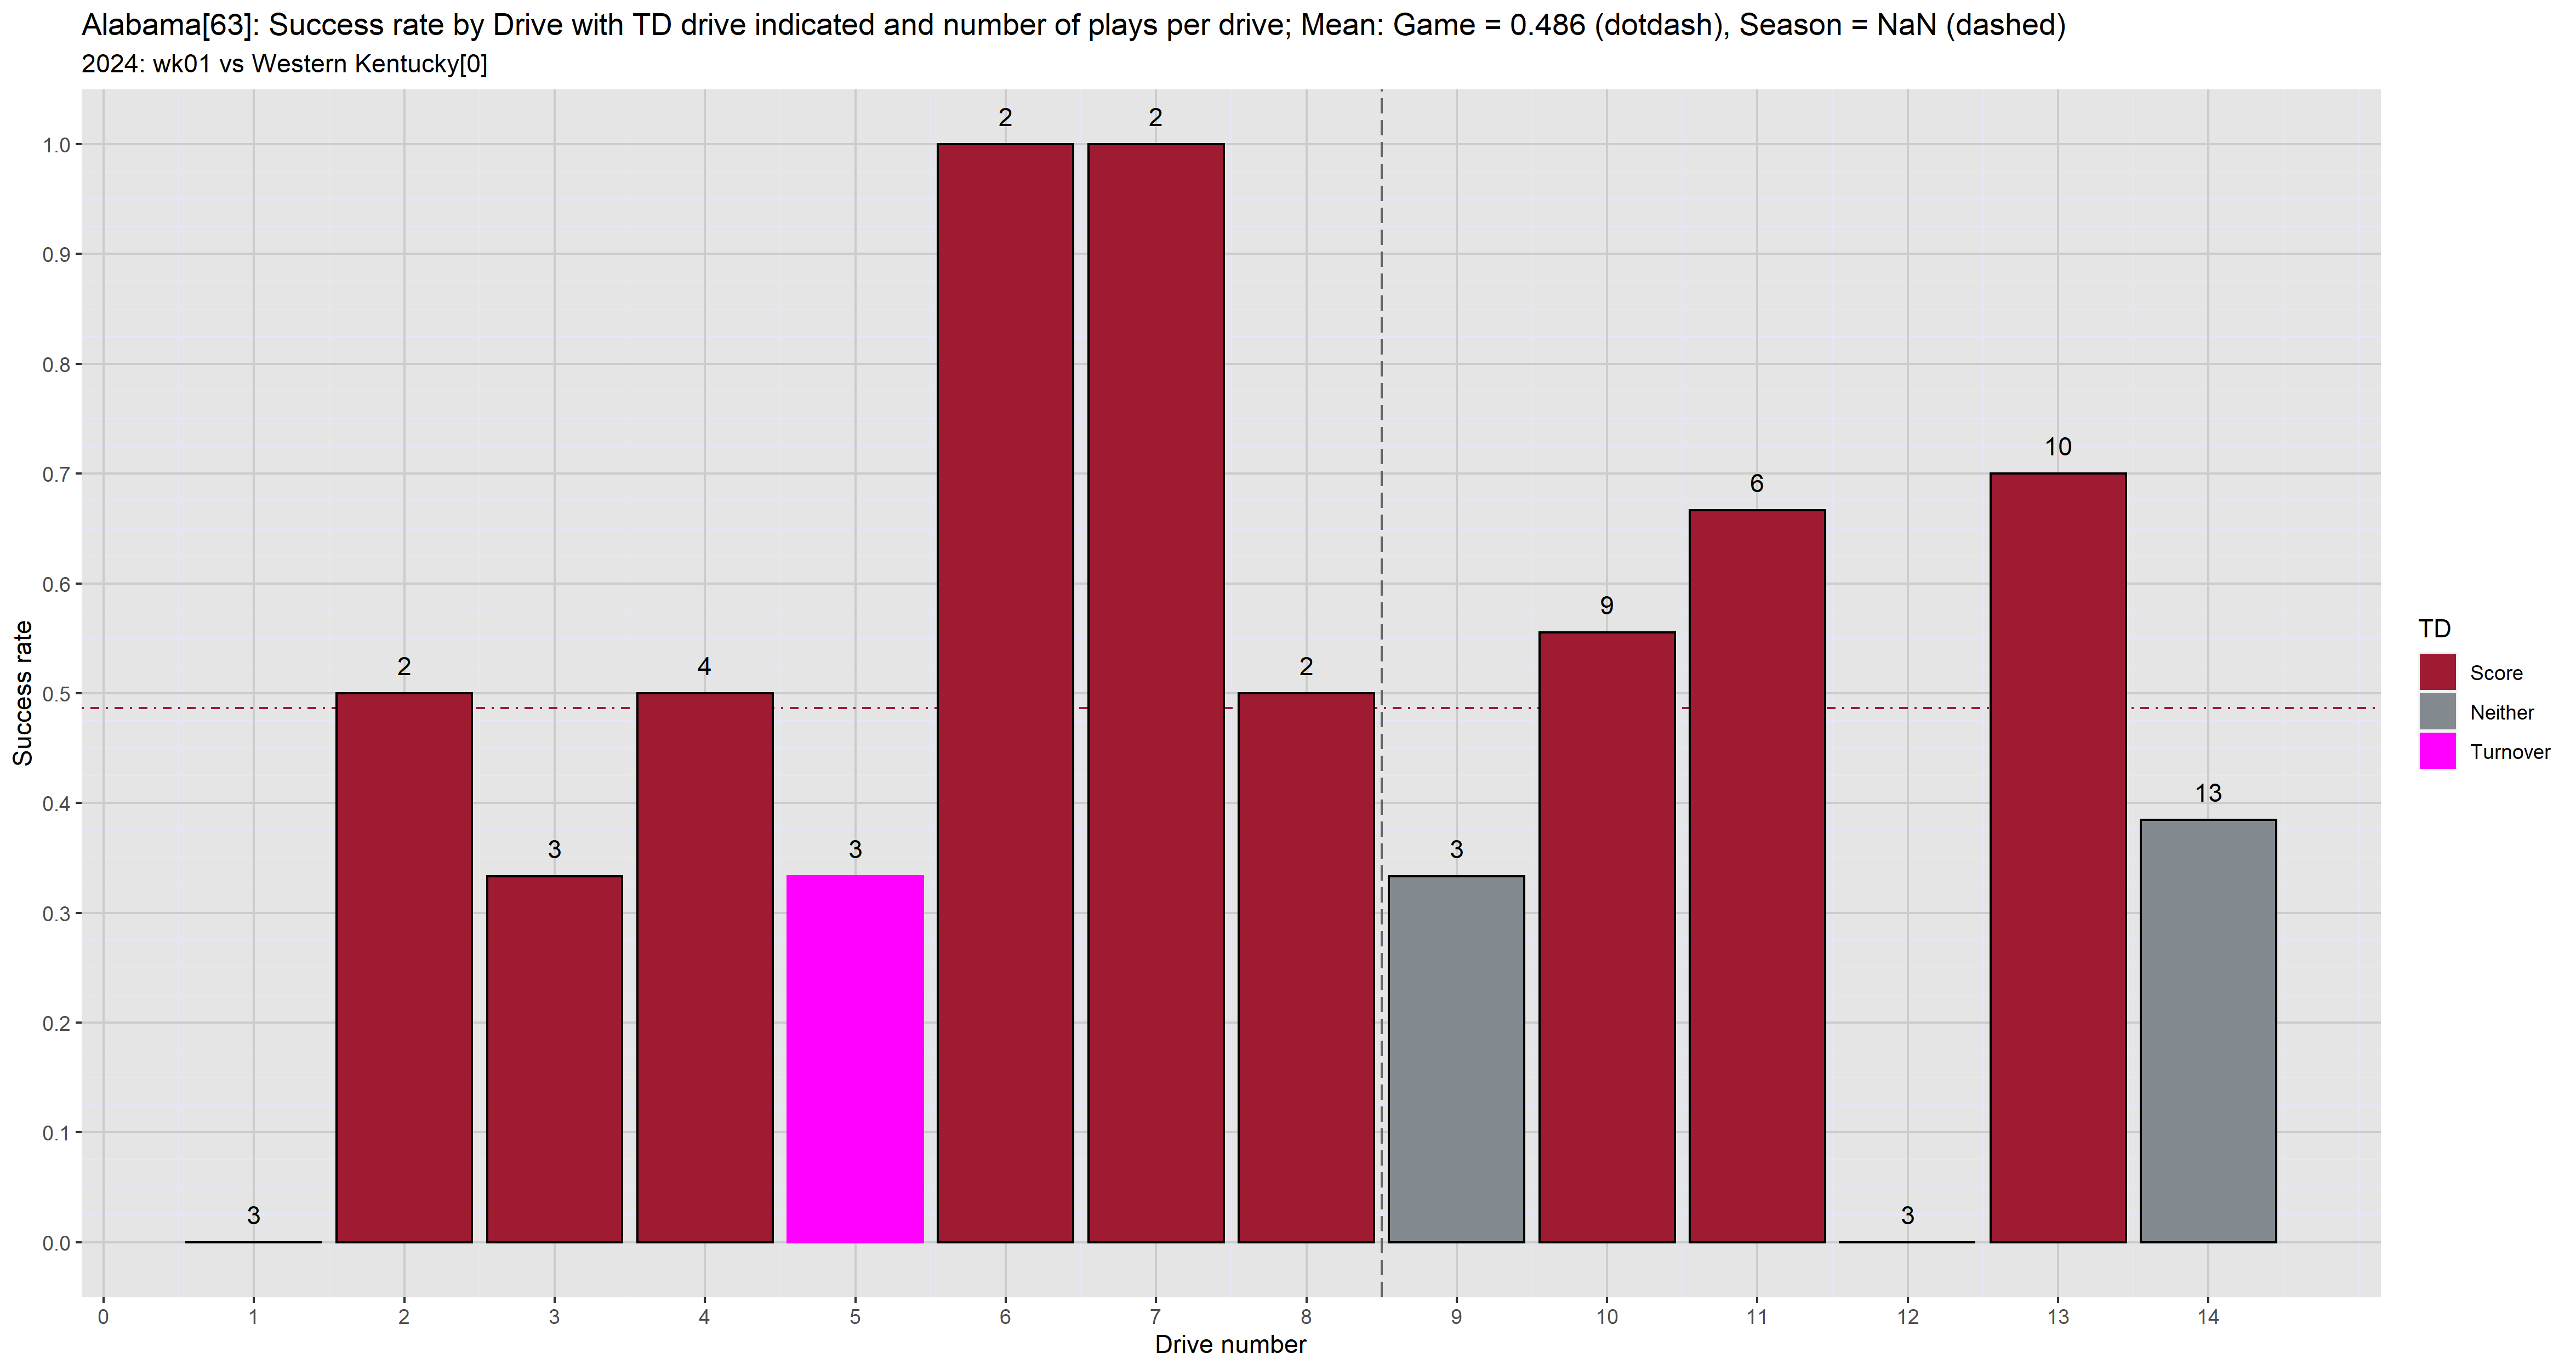 Alabama[63]: Success rate by Drive with TD drive indicated and number of plays per drive; Mean: Game = 0.486 (dotdash), Season = NaN (dashed)
2024: wk01 vs Western Kentucky[0]
Success rate
1.0
0.9
0.8
0.7
0.6
0.5
0.4
0.3
0.2
0.1
0.0
3
2
3
4
3
2
2
2
3
9
6
3
10
13
0 1 2 3 4 5 6 7 8 9 10 11 12 13 14
Drive number
TD
Score
Neither
Turnover